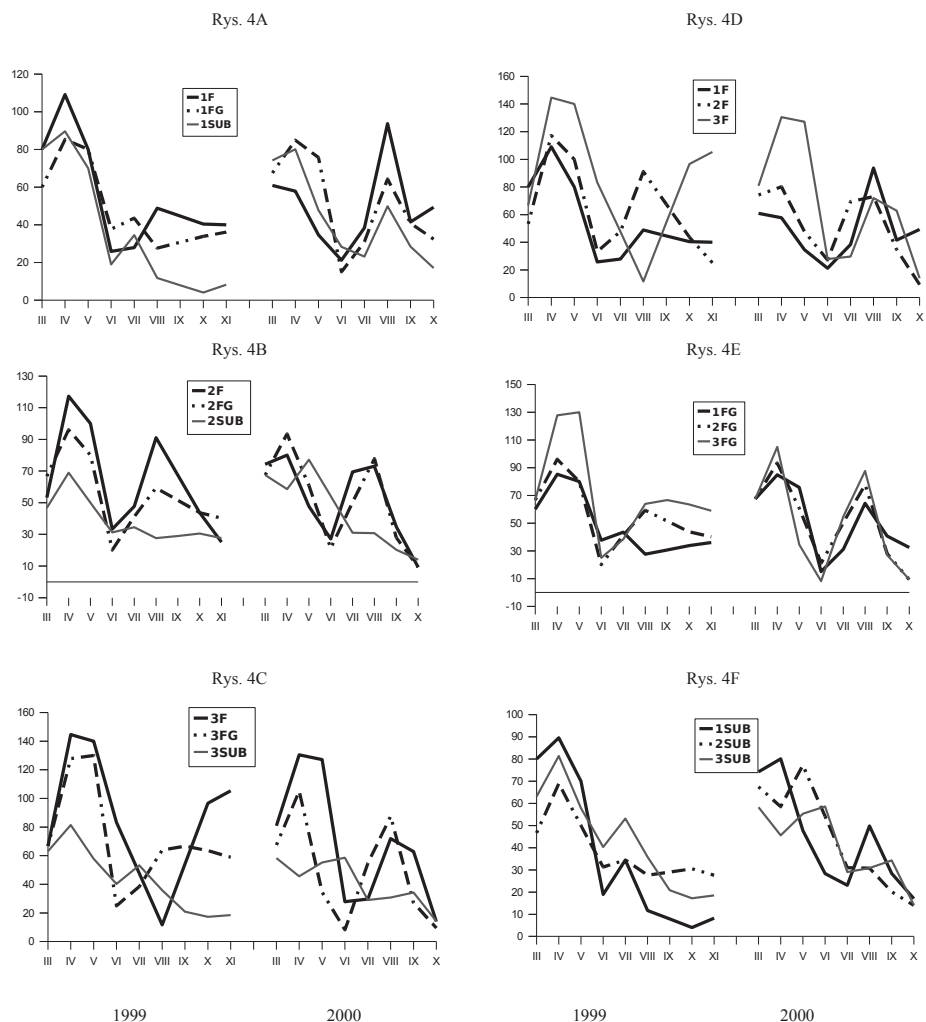 Rys. 4A
120
100
80
60
40
20
0
1F
1FG
1SUB
III IV V VI VII VIII IX X XI III IV V VI VII VIII IX X
Rys. 4D
160
140
120
100
80
60
40
20
0
1F
2F
3F
III IV V VI VII VIII IX X XI III IV V VI VII VIII IX X
Rys. 4B
130
110
90
70
50
30
10
-10
2F
2FG
2SUB
III IV V VI VII VIII IX X XI III IV V VI VII VIII IX X
Rys. 4E
150
130
110
90
70
50
30
10
-10
1FG
2FG
3FG
III IV V VI VII VIII IX X XI III IV V VI VII VIII IX X
Rys. 4C
160
140
120
100
80
60
40
20
0
3F
3FG
3SUB
III IV V VI VII VIII IX X XI III IV V VI VII VIII IX X
Rys. 4F
100
90
80
70
60
50
40
30
20
10
0
1SUB
2SUB
3SUB
III IV V VI VII VIII IX X XI III IV V VI VII VIII IX X
1999 2000 1999 2000